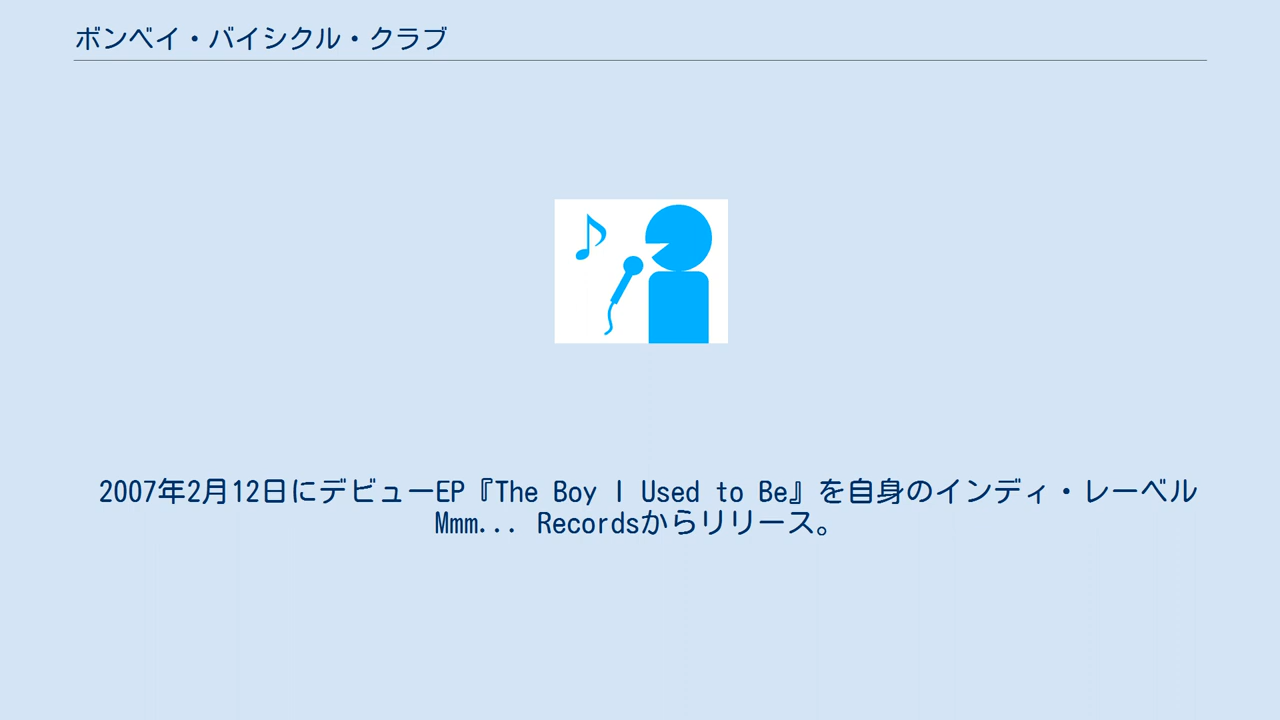 ボンベイ・バイシクル・クラブ
2007年2月12日にデビューEP『The Boy I Used to Be』を自身のインディ・レーベル
Mmm... Recordsからリリース。